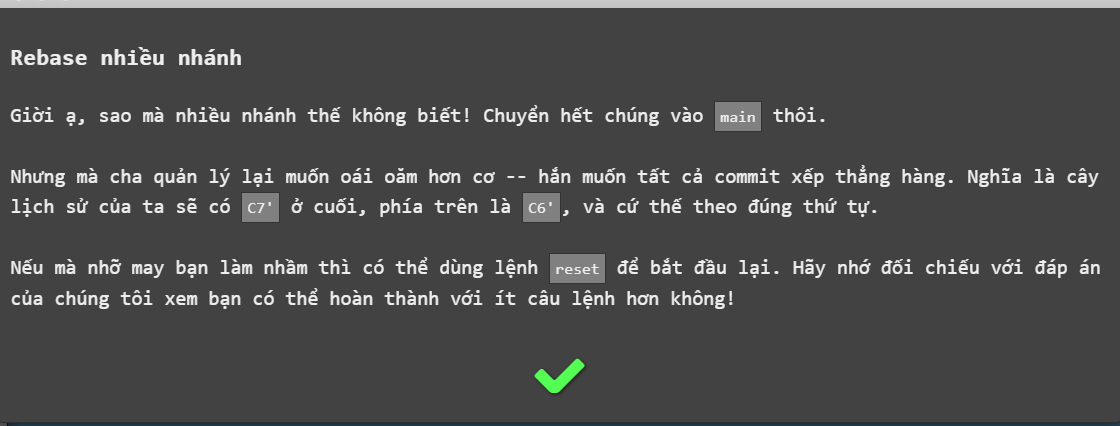 Rebase nhiều nhánh
Giời ạ, sao mà nhiều nhánh thế không biết! Chuyển hết chúng vào main thôi.
Nhưng mà cha quản lý lại muốn oái oăm hơn cơ -- hắn muốn tất cả commit xếp thẳng hàng. Nghĩa là cây
lịch sử của ta sẽ có C7' ở cuối, phía trên là C6', và cứ thế theo đúng thứ tự.
Nếu mà nhỡ may bạn làm nhầm thì có thể dùng lệnh reset để bắt đầu lại. Hãy nhớ đối chiếu với đáp án
của chúng tôi xem bạn có thể hoàn thành với ít câu lệnh hơn không!